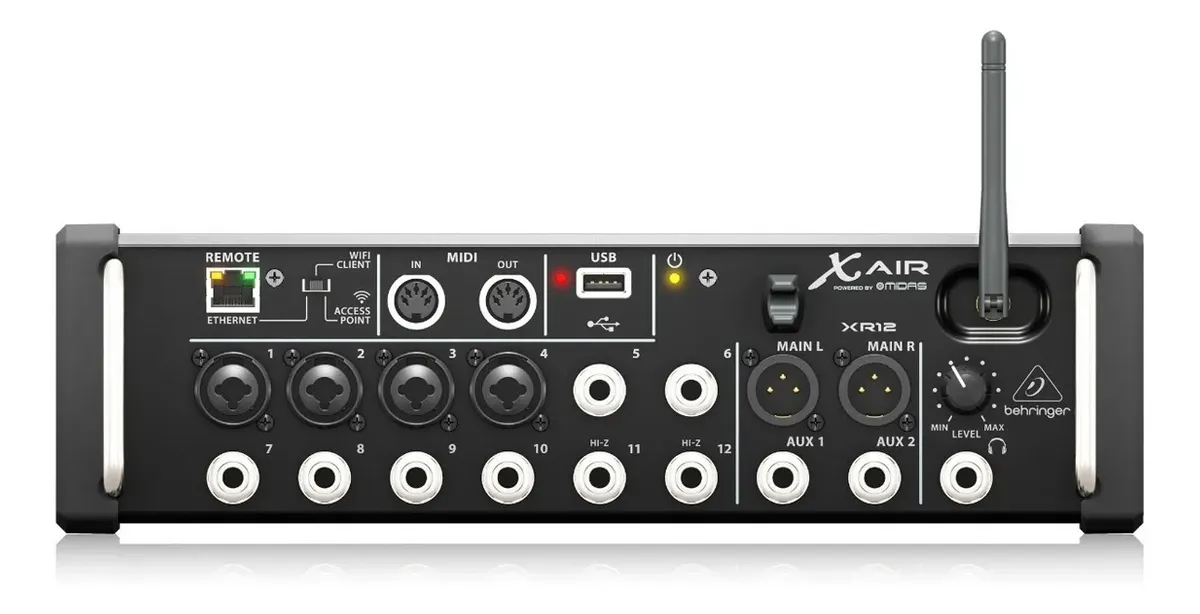 REMOTE
ETHERNET
WIFI
CLIENT
ACCESS
POINT
MIDI
IN
OUT
USB
X AIR
POWERED BY MIDAS
XR12
1
2
3
4
5
6
MAIN L
MAIN R
behringer
MIN
LEVEL
MAX
7
8
9
10
HI-Z
11
HI-Z
12
AUX 1
AUX 2